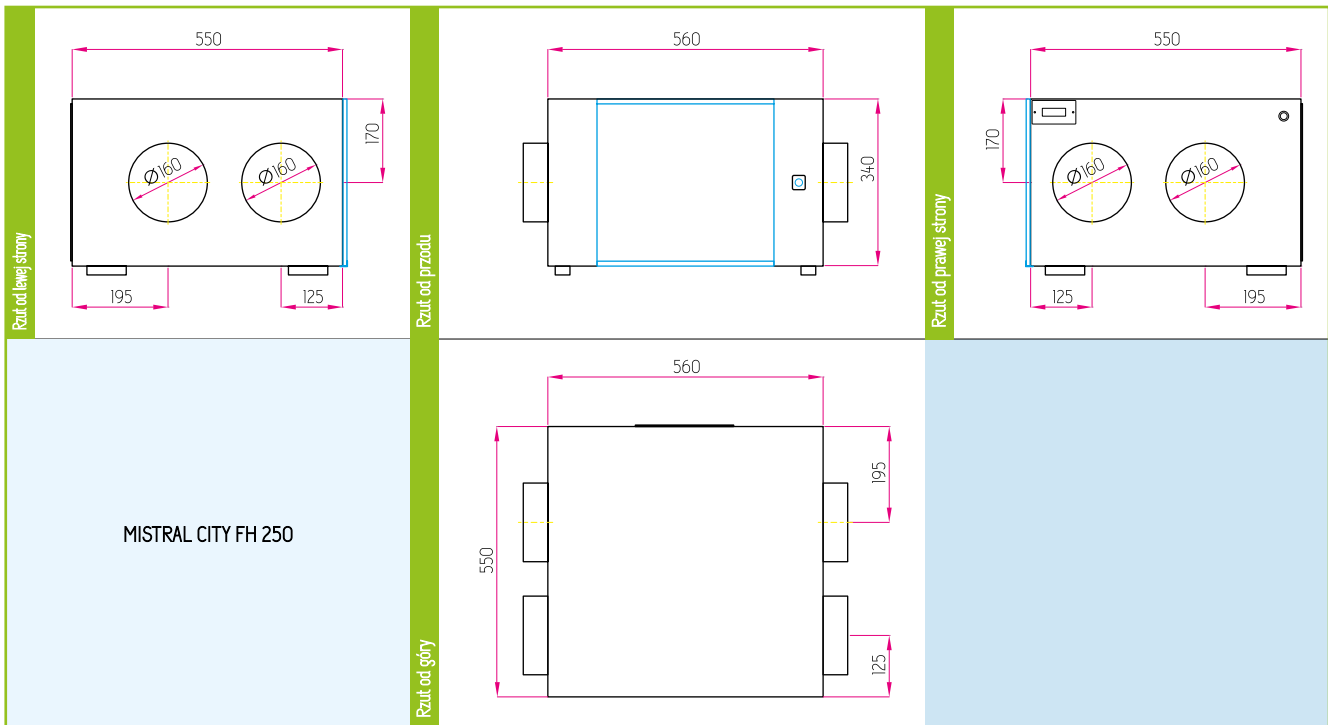 Rzut od lewej strony
550
170
Ø160
Ø160
195
125
Rzut od przodu
560
340
Rzut od prawej strony
550
170
Ø160
Ø160
125
195
MISTRAL CITY FH 250
Rzut od góry
560
550
195
125